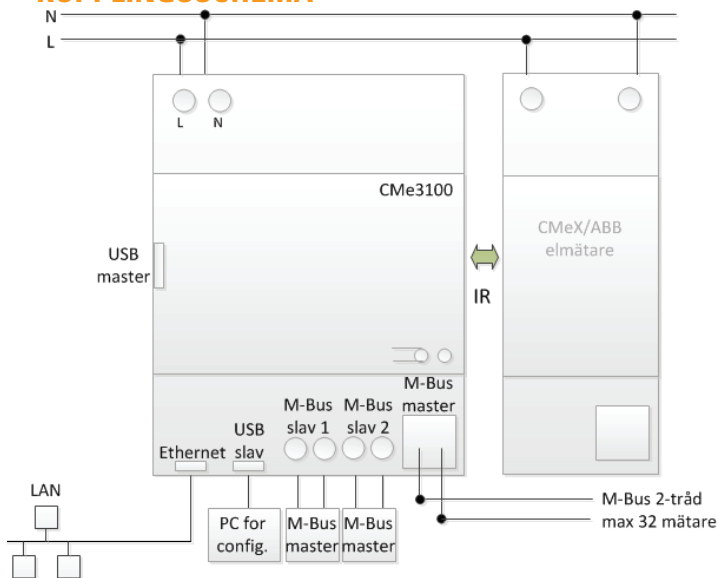 N
L
L
N
CMe3100
CMeX/ABB
elmätare
USB
master
IR
M-Bus
master
M-Bus
slav 1
M-Bus
slav 2
USB
slav
Ethernet
LAN
PC for
config.
M-Bus
master
M-Bus
master
M-Bus 2-tråd
max 32 mätare